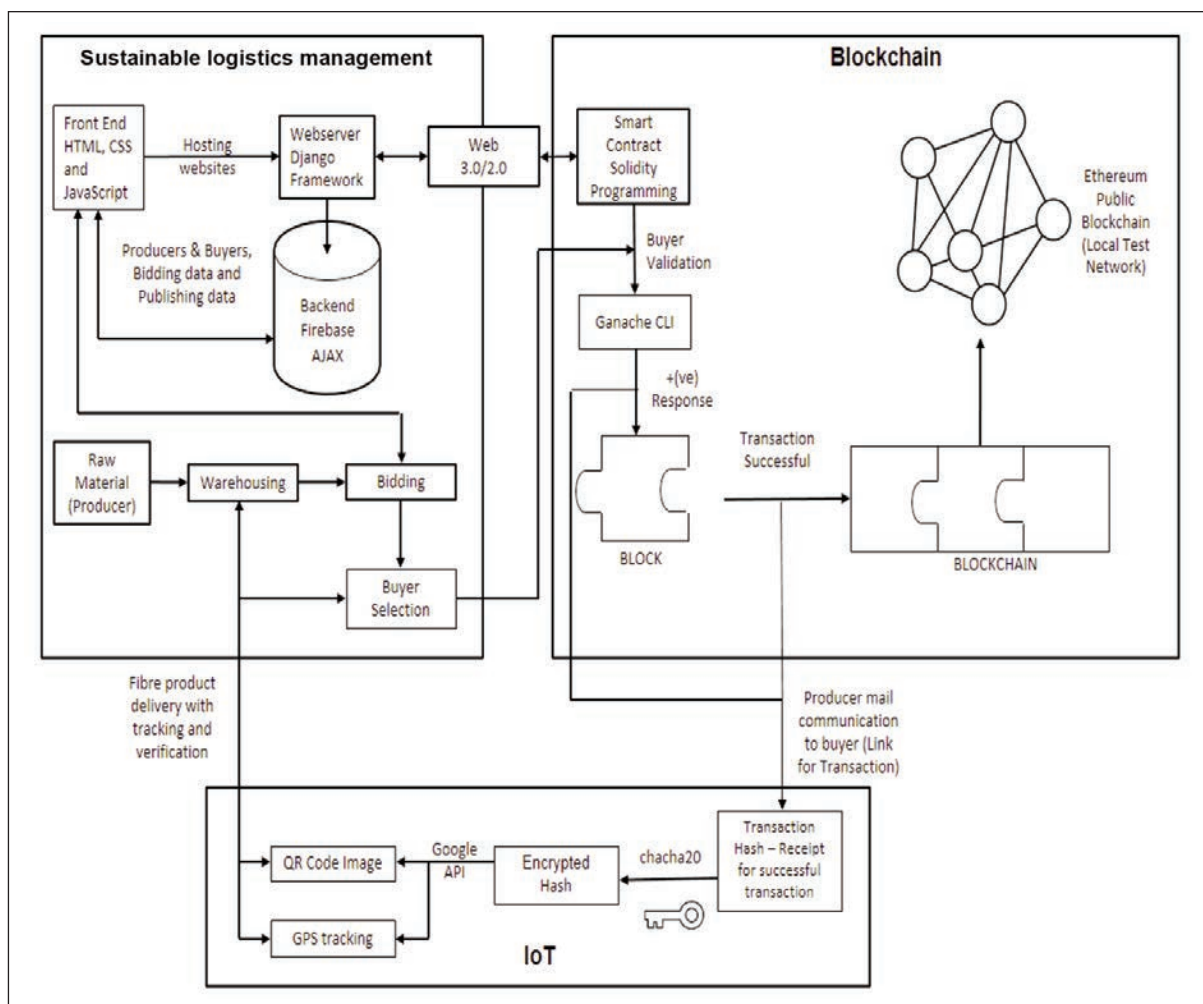 Sustainable logistics management
Front End
HTML, CSS
and
JavaScript
Hosting
websites
Webserver
Django
Framework
Web
3.0/2.0
Producers & Buyers,
Bidding data and
Publishing data
Backend
Firebase
AJAX
Raw
Material
(Producer)
Warehousing
Bidding
Buyer
Selection
Blockchain
Smart
Contract
Solidity
Programming
Buyer
Validation
Ganache CLI
+(ve)
Response
BLOCK
Transaction
Successful
BLOCKCHAIN
Ethereum
Public
Blockchain
(Local Test
Network)
Fibre product
delivery with
tracking and
verification
Producer mail
communication
to buyer (Link
for Transaction)
QR Code Image
GPS tracking
Google
API
Encrypted
Hash
chacha20
Transaction
Hash – Receipt
for successful
transaction
IoT